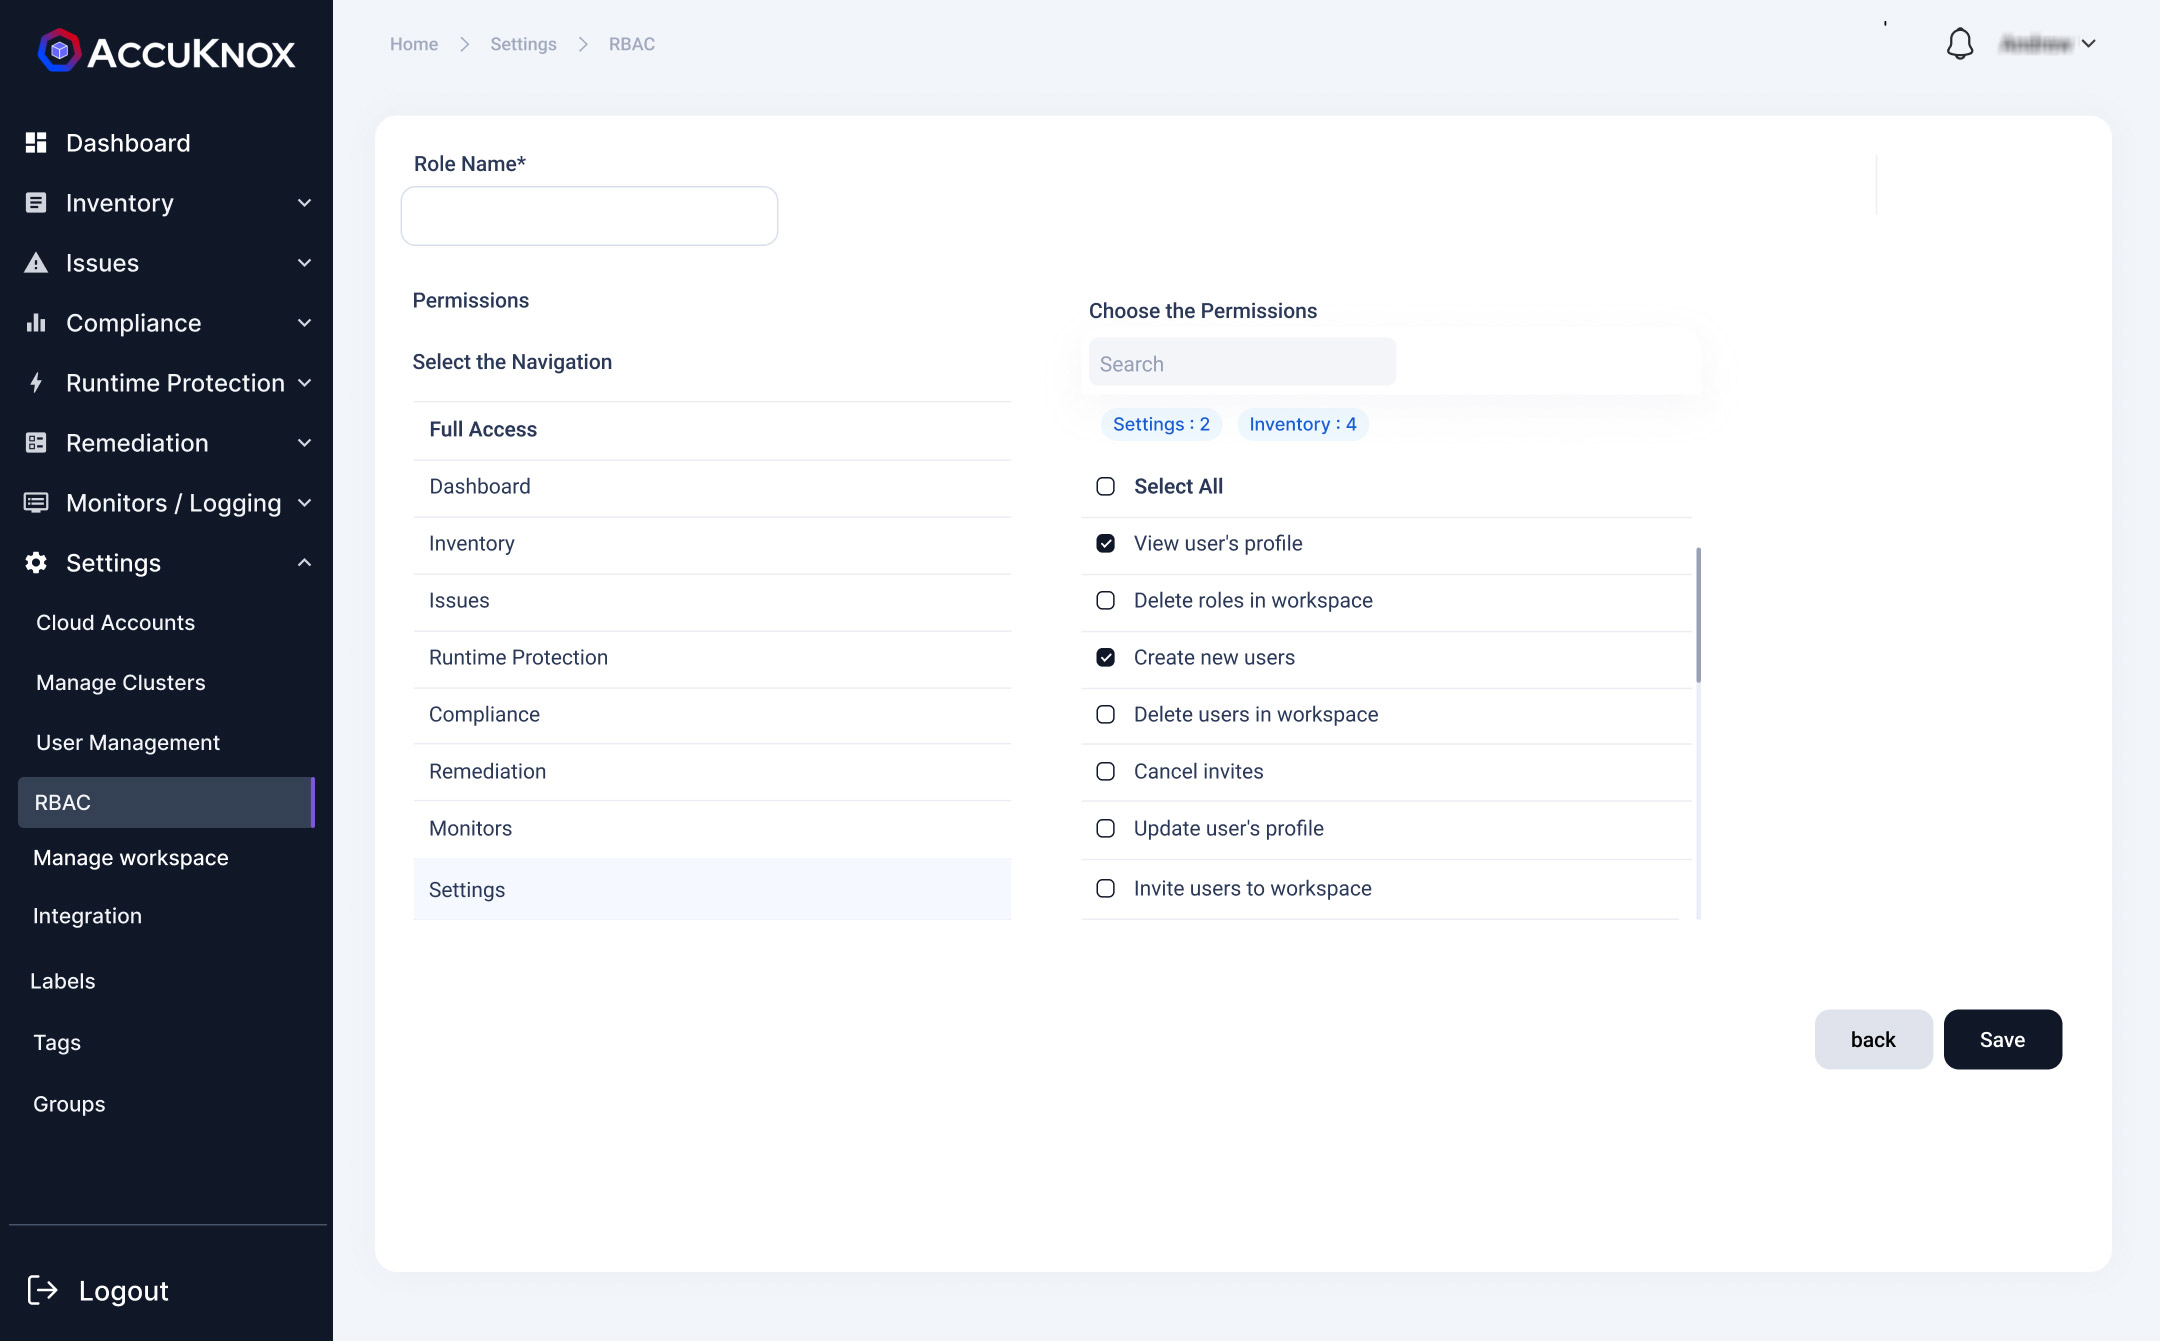 ACCUKNOX
Dashboard
Inventory
Issues
Compliance
Runtime Protection
Remediation
Monitors / Logging
Settings
Cloud Accounts
Manage Clusters
User Management
RBAC
Manage workspace
Integration
Labels
Tags
Groups
Logout
Home > Settings > RBAC
Role Name*
Permissions
Select the Navigation
Full Access
Dashboard
Inventory
Issues
Runtime Protection
Compliance
Remediation
Monitors
Settings
Choose the Permissions
Search
Settings : 2 Inventory : 4
Select All
View user's profile
Delete roles in workspace
Create new users
Delete users in workspace
Cancel invites
Update user's profile
Invite users to workspace
back Save